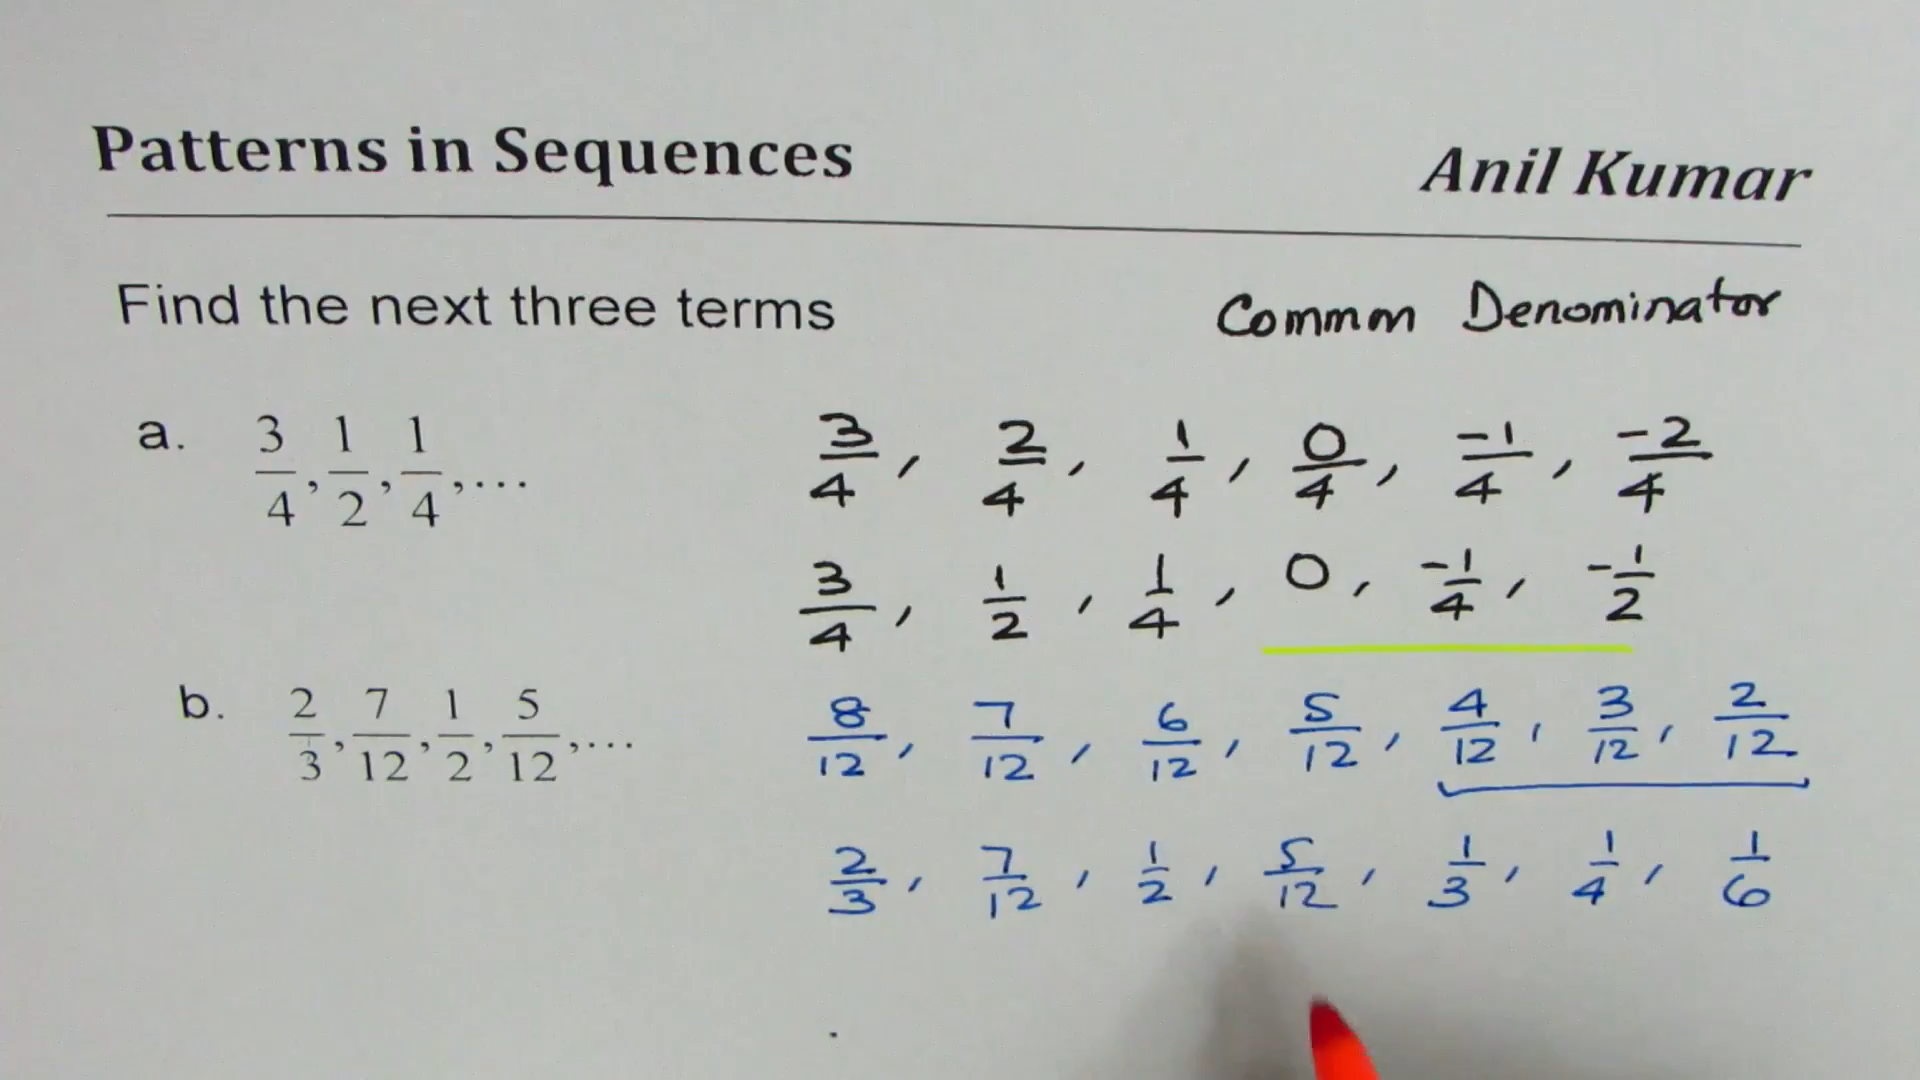 Patterns in Sequences Anil Kumar
Find the next three terms Common Denominator
a. 3/4, 1/2, 1/4, ... 3/4, 2/4, 1/4, 0/4, -1/4, -2/4
3/4, 1/2, 1/4, 0, -1/4, -1/2
b. 2/3, 7/12, 1/2, 5/12, ... 8/12, 7/12, 6/12, 5/12, 4/12, 3/12, 2/12
2/3, 7/12, 1/2, 5/12, 1/3, 1/4, 1/6